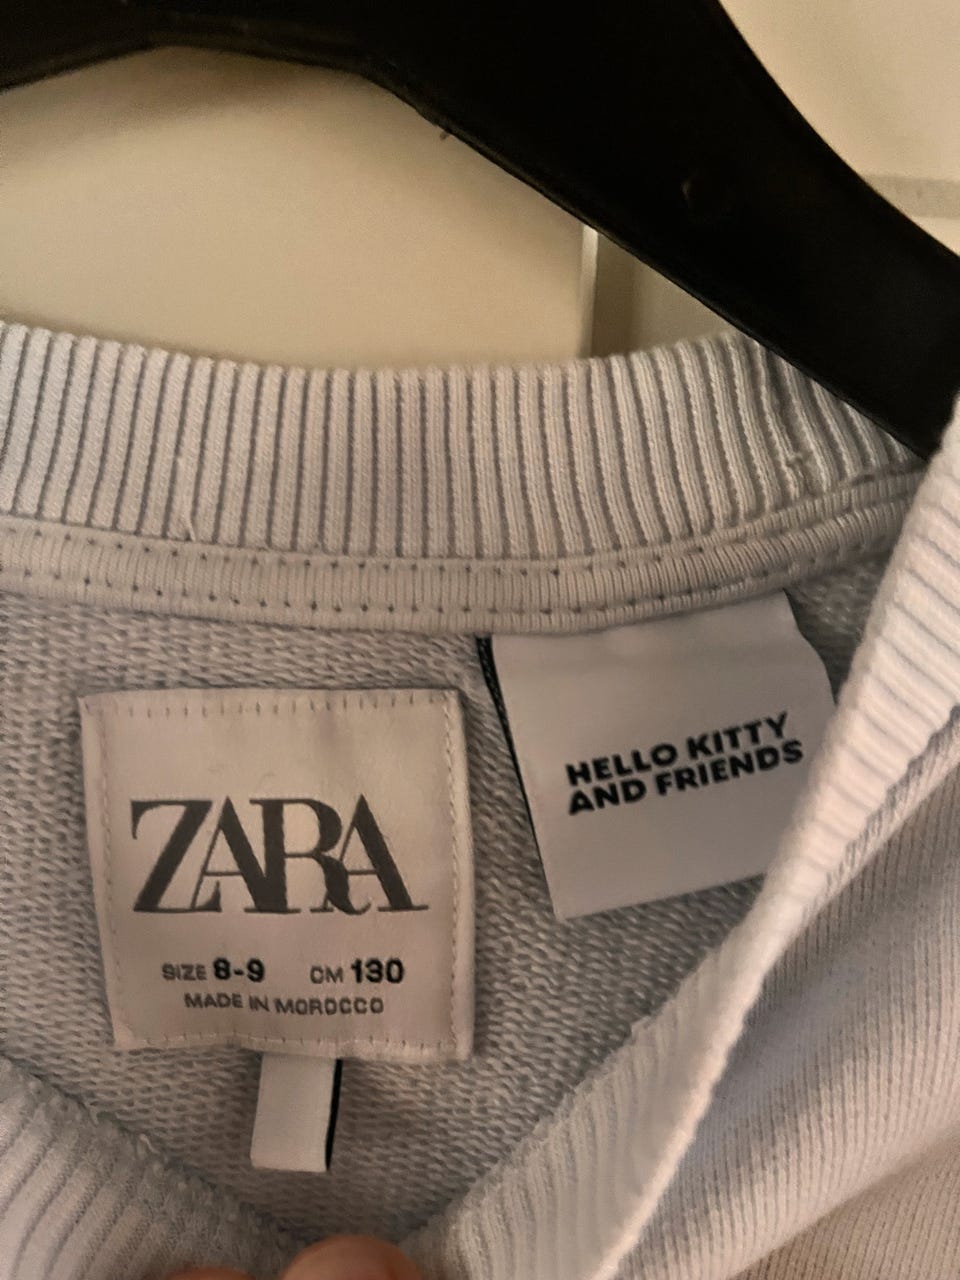 ZARA
SIZE 8-9 CM 130
MADE IN MOROCCO
HELLO KITTY
AND FRIENDS